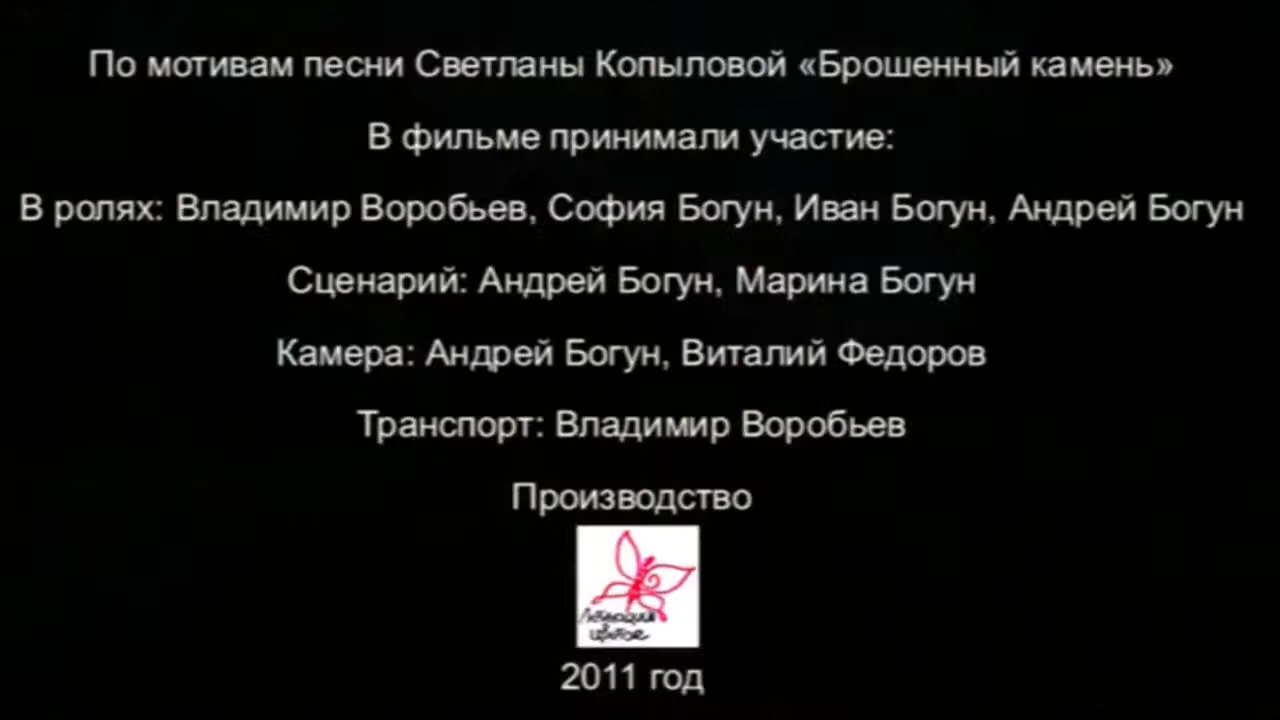 По мотивам песни Светланы Копыловой «Брошенный камень»
В фильме принимали участие:
В ролях: Владимир Воробьев, София Богун, Иван Богун, Андрей Богун
Сценарий: Андрей Богун, Марина Богун
Камера: Андрей Богун, Виталий Федоров
Транспорт: Владимир Воробьев
Производство
2011 год